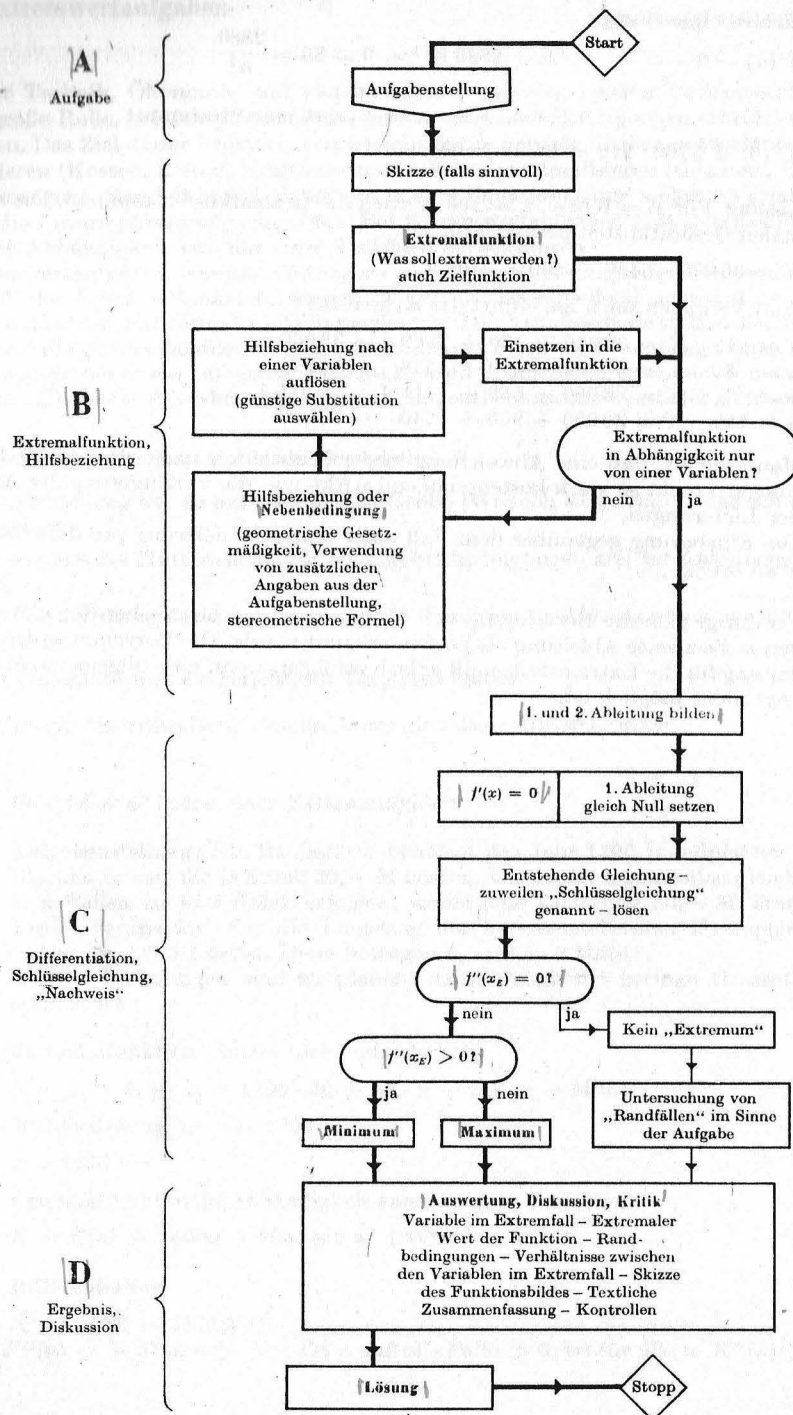 Start
A
Aufgabe
Aufgabenstellung
Skizze (falls sinnvoll)
Extremalfunktion
(Was soll extrem werden?)
auch Zielfunktion
Hilfsbeziehung nach
einer Variablen
auflösen
(günstige Substitution
auswählen)
Einsetzen in die
Extremalfunktion
B
Extremalfunktion,
Hilfsbeziehung
Extremalfunktion
in Abhängigkeit nur
von einer Variablen?
nein
ja
Hilfsbeziehung oder
Nebenbedingung
(geometrische Gesetz-
mäßigkeit, Verwendung
von zusätzlichen
Angaben aus der
Aufgabenstellung,
stereometrische Formel)
1. und 2. Ableitung bilden
f'(x) = 0
1. Ableitung
gleich Null setzen
Entstehende Gleichung –
zuweilen „Schlüsselgleichung“
genannt – lösen
C
Differentiation,
Schlüsselgleichung,
„Nachweis“
f''(x_E) = 0?
nein
ja
Kein „Extremum“
f''(x_E) > 0?
ja
nein
Untersuchung von
„Randfällen“ im Sinne
der Aufgabe
Minimum
Maximum
D
Ergebnis,
Diskussion
Auswertung, Diskussion, Kritik
Variable im Extremfall – Extremaler
Wert der Funktion – Rand-
bedingungen – Verhältnisse zwischen
den Variablen im Extremfall – Skizze
des Funktionsbildes – Textliche
Zusammenfassung – Kontrollen
Lösung
Stopp